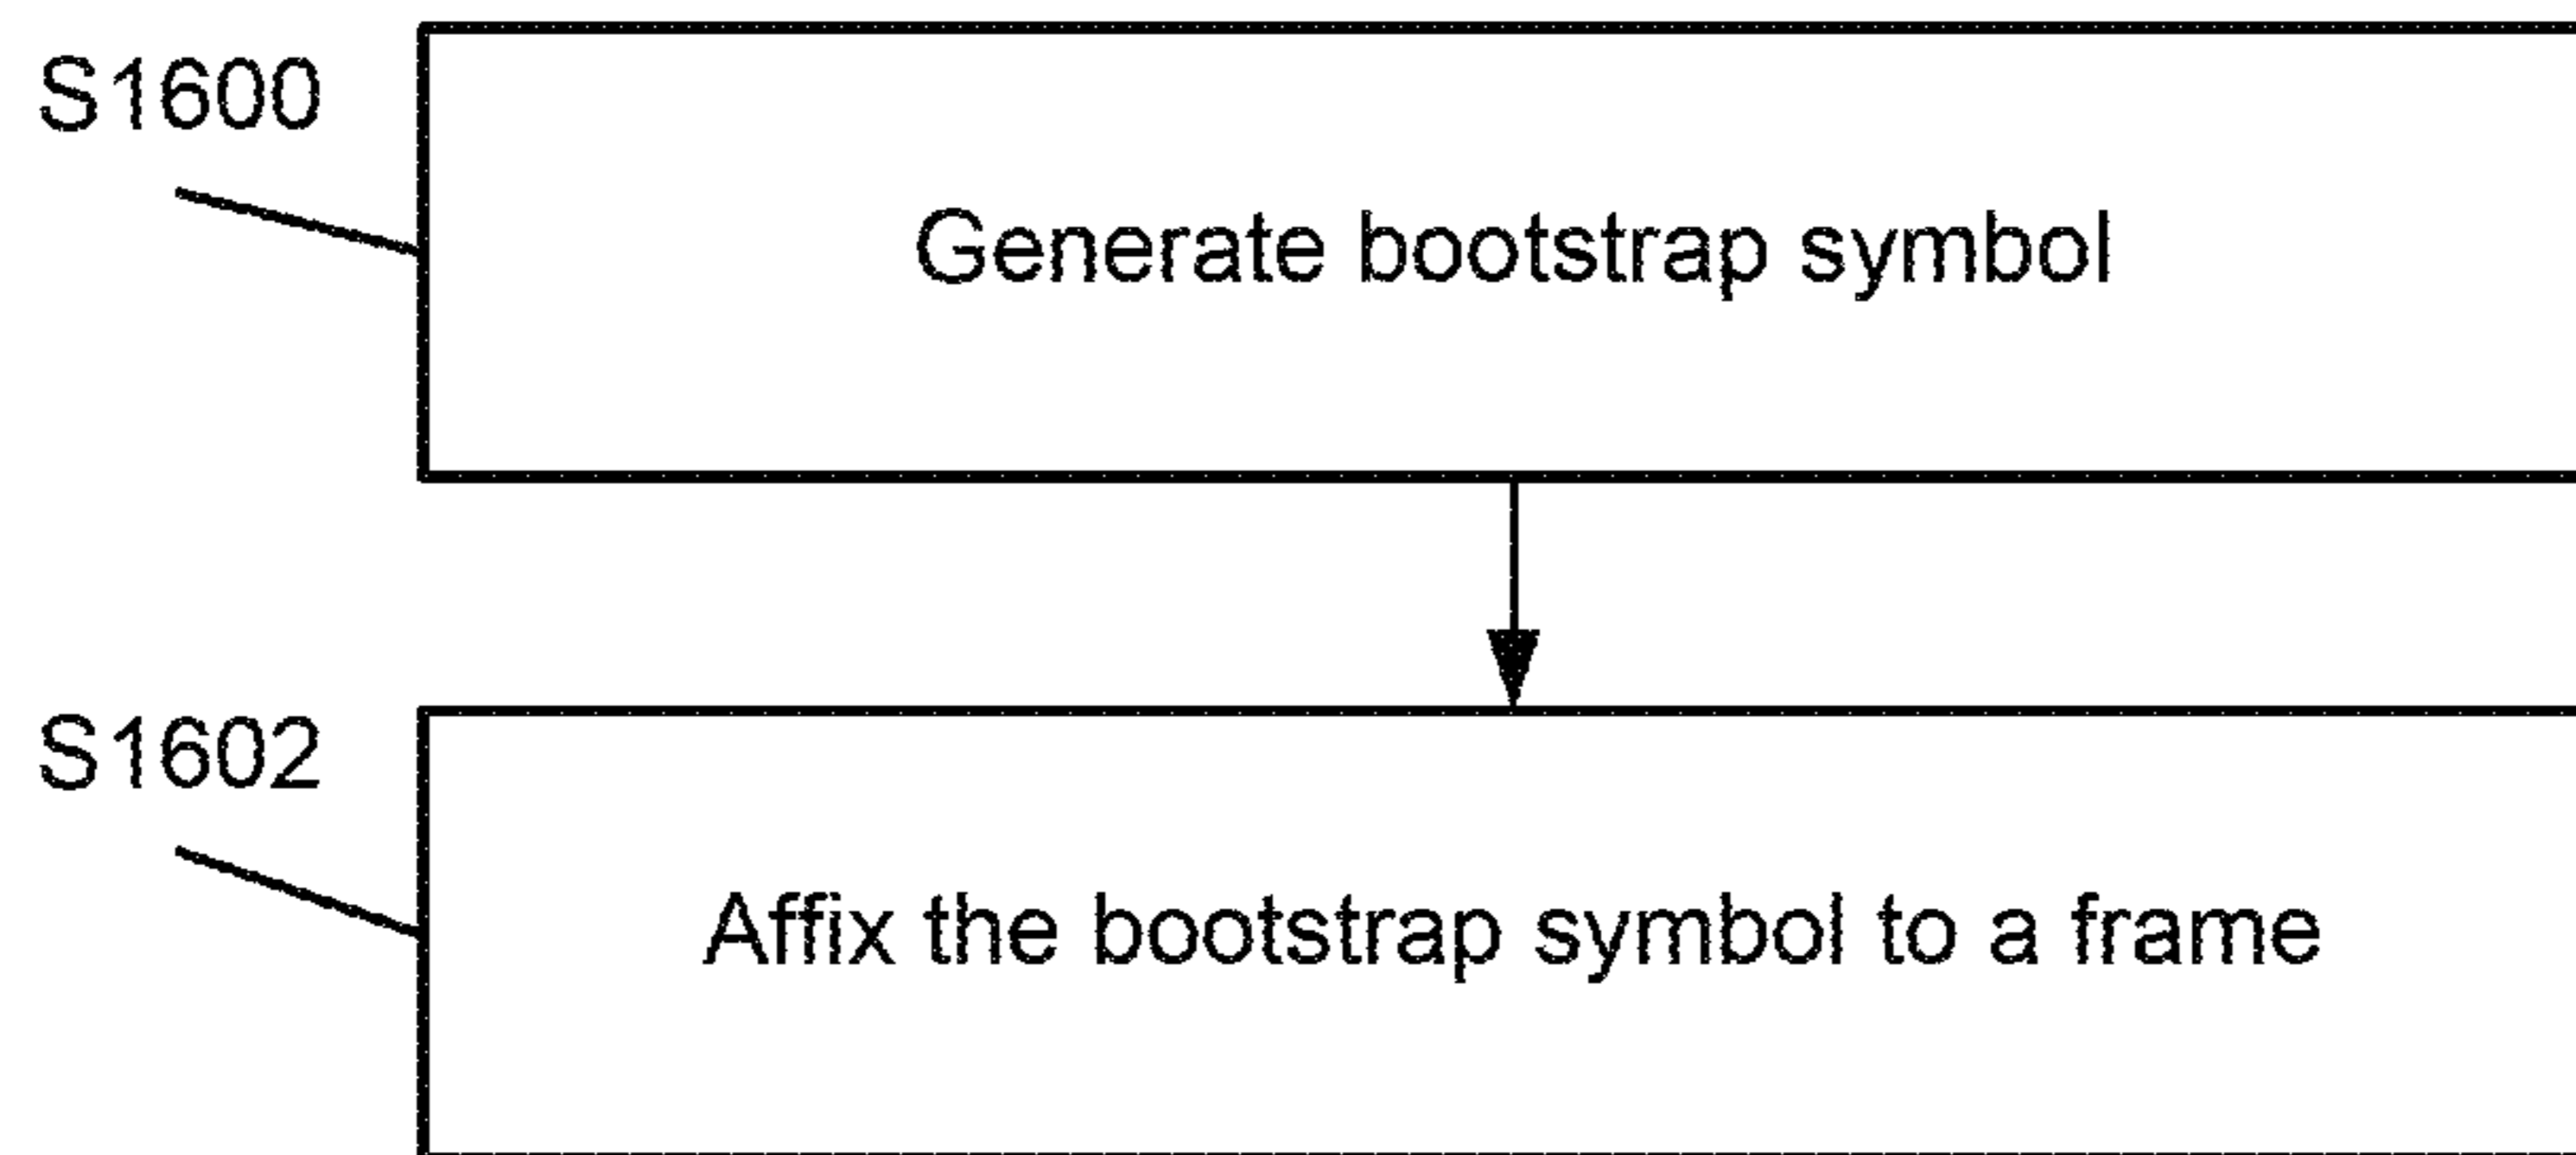 S1600
Generate bootstrap symbol
S1602
Affix the bootstrap symbol to a frame